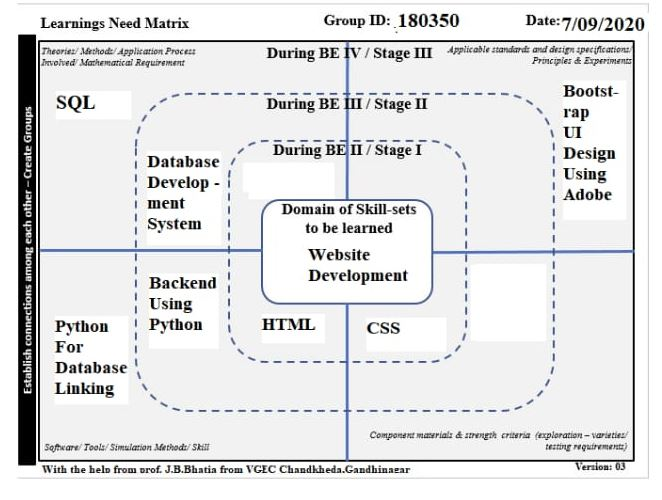 Learnings Need Matrix
Group ID: 180350
Date: 7/09/2020
Establish connections among each other – Create Groups
Theories/ Methods/ Application Process
Involved/ Mathematical Requirement
During BE IV / Stage III
Applicable standards and design specifications/
Principles & Experiments
SQL
During BE III / Stage II
Bootst-
rap
UI
Design
Using
Adobe
During BE II / Stage I
Database
Develop -
ment
System
Domain of Skill-sets
to be learned
Website
Development
Backend
Using
Python
HTML
CSS
Python
For
Database
Linking
Software/ Tools/ Simulation Methods/ Skill
Component materials & strength criteria (exploration – varieties/
testing requirements)
With the help from prof. J.B.Bhatia from VGEC Chandkheda,Gandhinagar
Version: 03